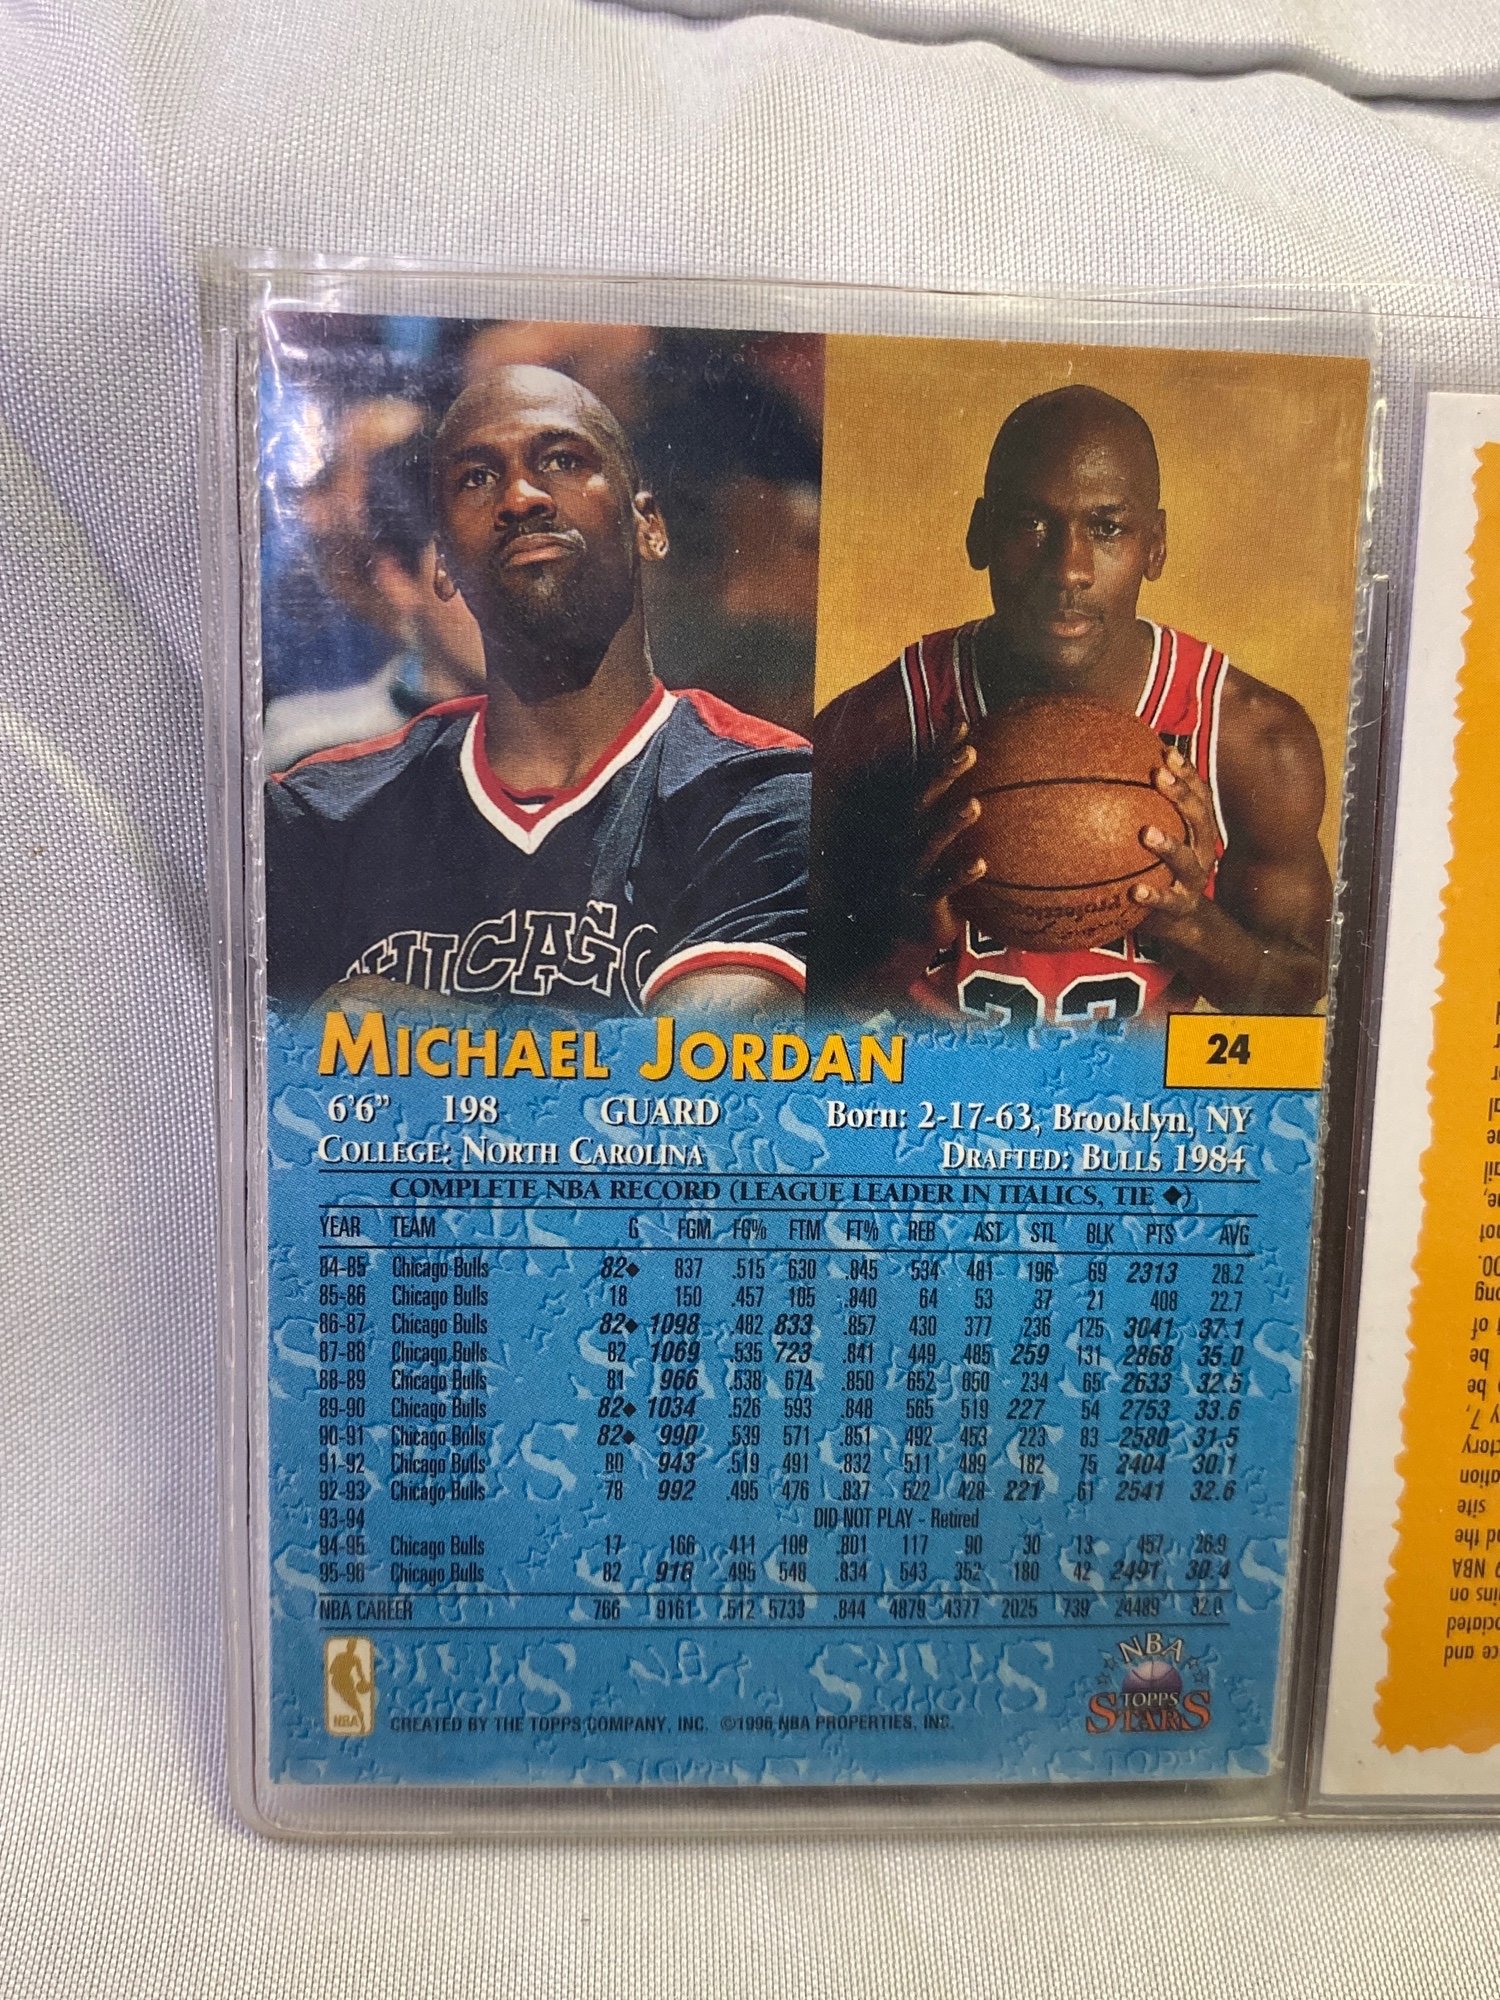 CHICAGO
Professional
23
MICHAEL JORDAN 24
6'6" 198 GUARD Born: 2-17-63, Brooklyn, NY
COLLEGE: NORTH CAROLINA DRAFTED: BULLS 1984
COMPLETE NBA RECORD (LEAGUE LEADER IN ITALICS, TIE ◆)
YEAR TEAM G FGM FG% FTM FT% REB AST STL BLK PTS AVG
84-85 Chicago Bulls 82◆ 837 .515 630 .845 534 481 196 69 2313 28.2
85-86 Chicago Bulls 18 150 .457 105 .840 64 53 37 21 408 22.7
86-87 Chicago Bulls 82◆ 1098 .482 833 .857 430 377 236 125 3041 37.1
87-88 Chicago Bulls 82 1069 .535 723 .841 449 485 259 131 2868 35.0
88-89 Chicago Bulls 81 966 .538 674 .850 652 650 234 65 2633 32.5
89-90 Chicago Bulls 82◆ 1034 .526 593 .848 565 519 227 54 2753 33.6
90-91 Chicago Bulls 82◆ 990 .539 571 .851 492 453 223 83 2580 31.5
91-92 Chicago Bulls 80 943 .519 491 .832 511 489 182 75 2404 30.1
92-93 Chicago Bulls 78 992 .495 476 .837 522 428 221 61 2541 32.6
93-94 DID NOT PLAY - Retired
94-95 Chicago Bulls 17 166 .411 109 .801 117 90 30 13 457 26.9
95-96 Chicago Bulls 82 916 .495 548 .834 543 352 180 42 2491 30.4
NBA CAREER 766 9161 .512 5733 .844 4879 4377 2025 739 24489 32.0
NBA
TOPPS
STARS
NBA
CREATED BY THE TOPPS COMPANY, INC. ©1996 NBA PROPERTIES, INC.